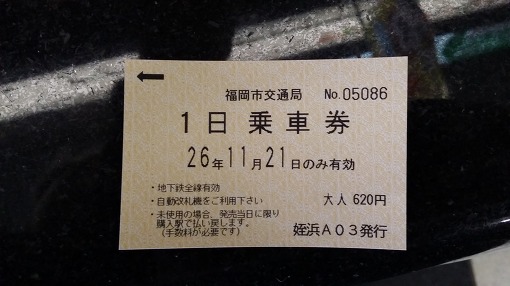 福岡市交通局 No.05086
1日乗車券
26年11月21日のみ有効
・地下鉄全線有効
・自動改札機をご利用下さい 大人 620円
・未使用の場合、発売当日に限り
購入駅で払い戻します。
(手数料が必要です) 姪浜A03発行